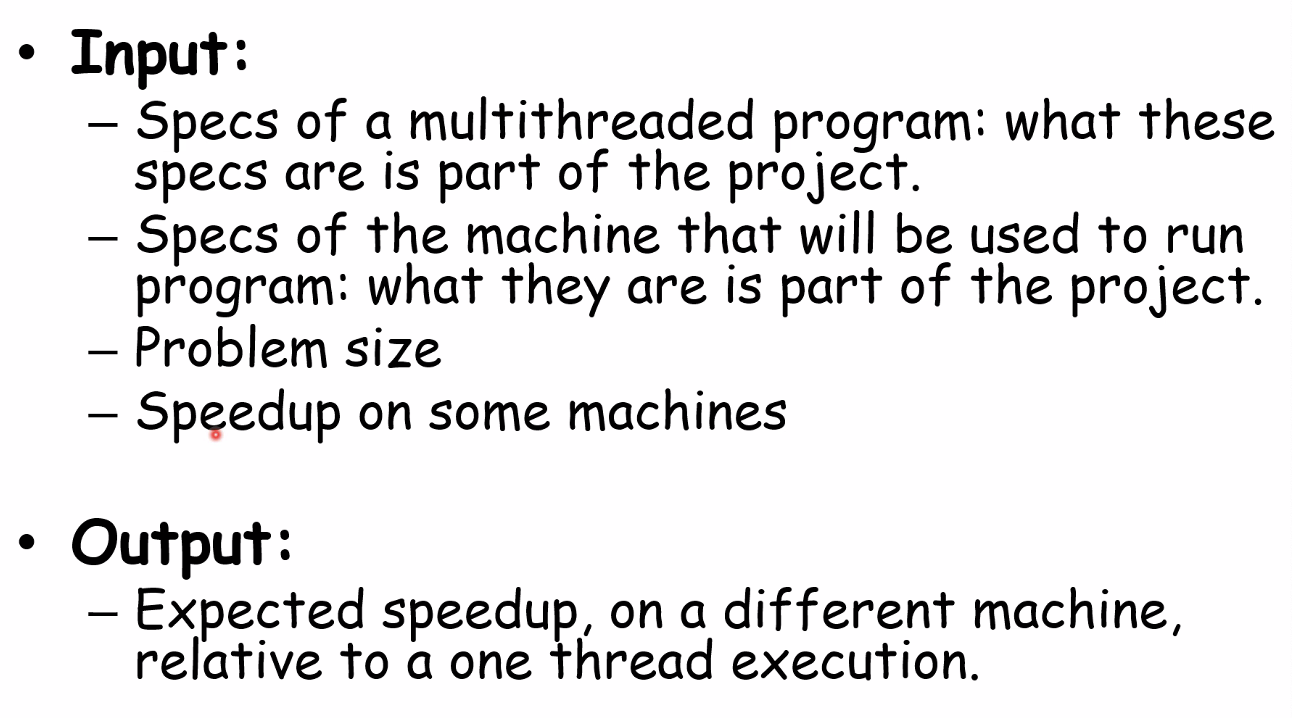 • Input:
– Specs of a multithreaded program: what these
specs are is part of the project.
– Specs of the machine that will be used to run
program: what they are is part of the project.
– Problem size
– Speedup on some machines
• Output:
– Expected speedup, on a different machine,
relative to a one thread execution.